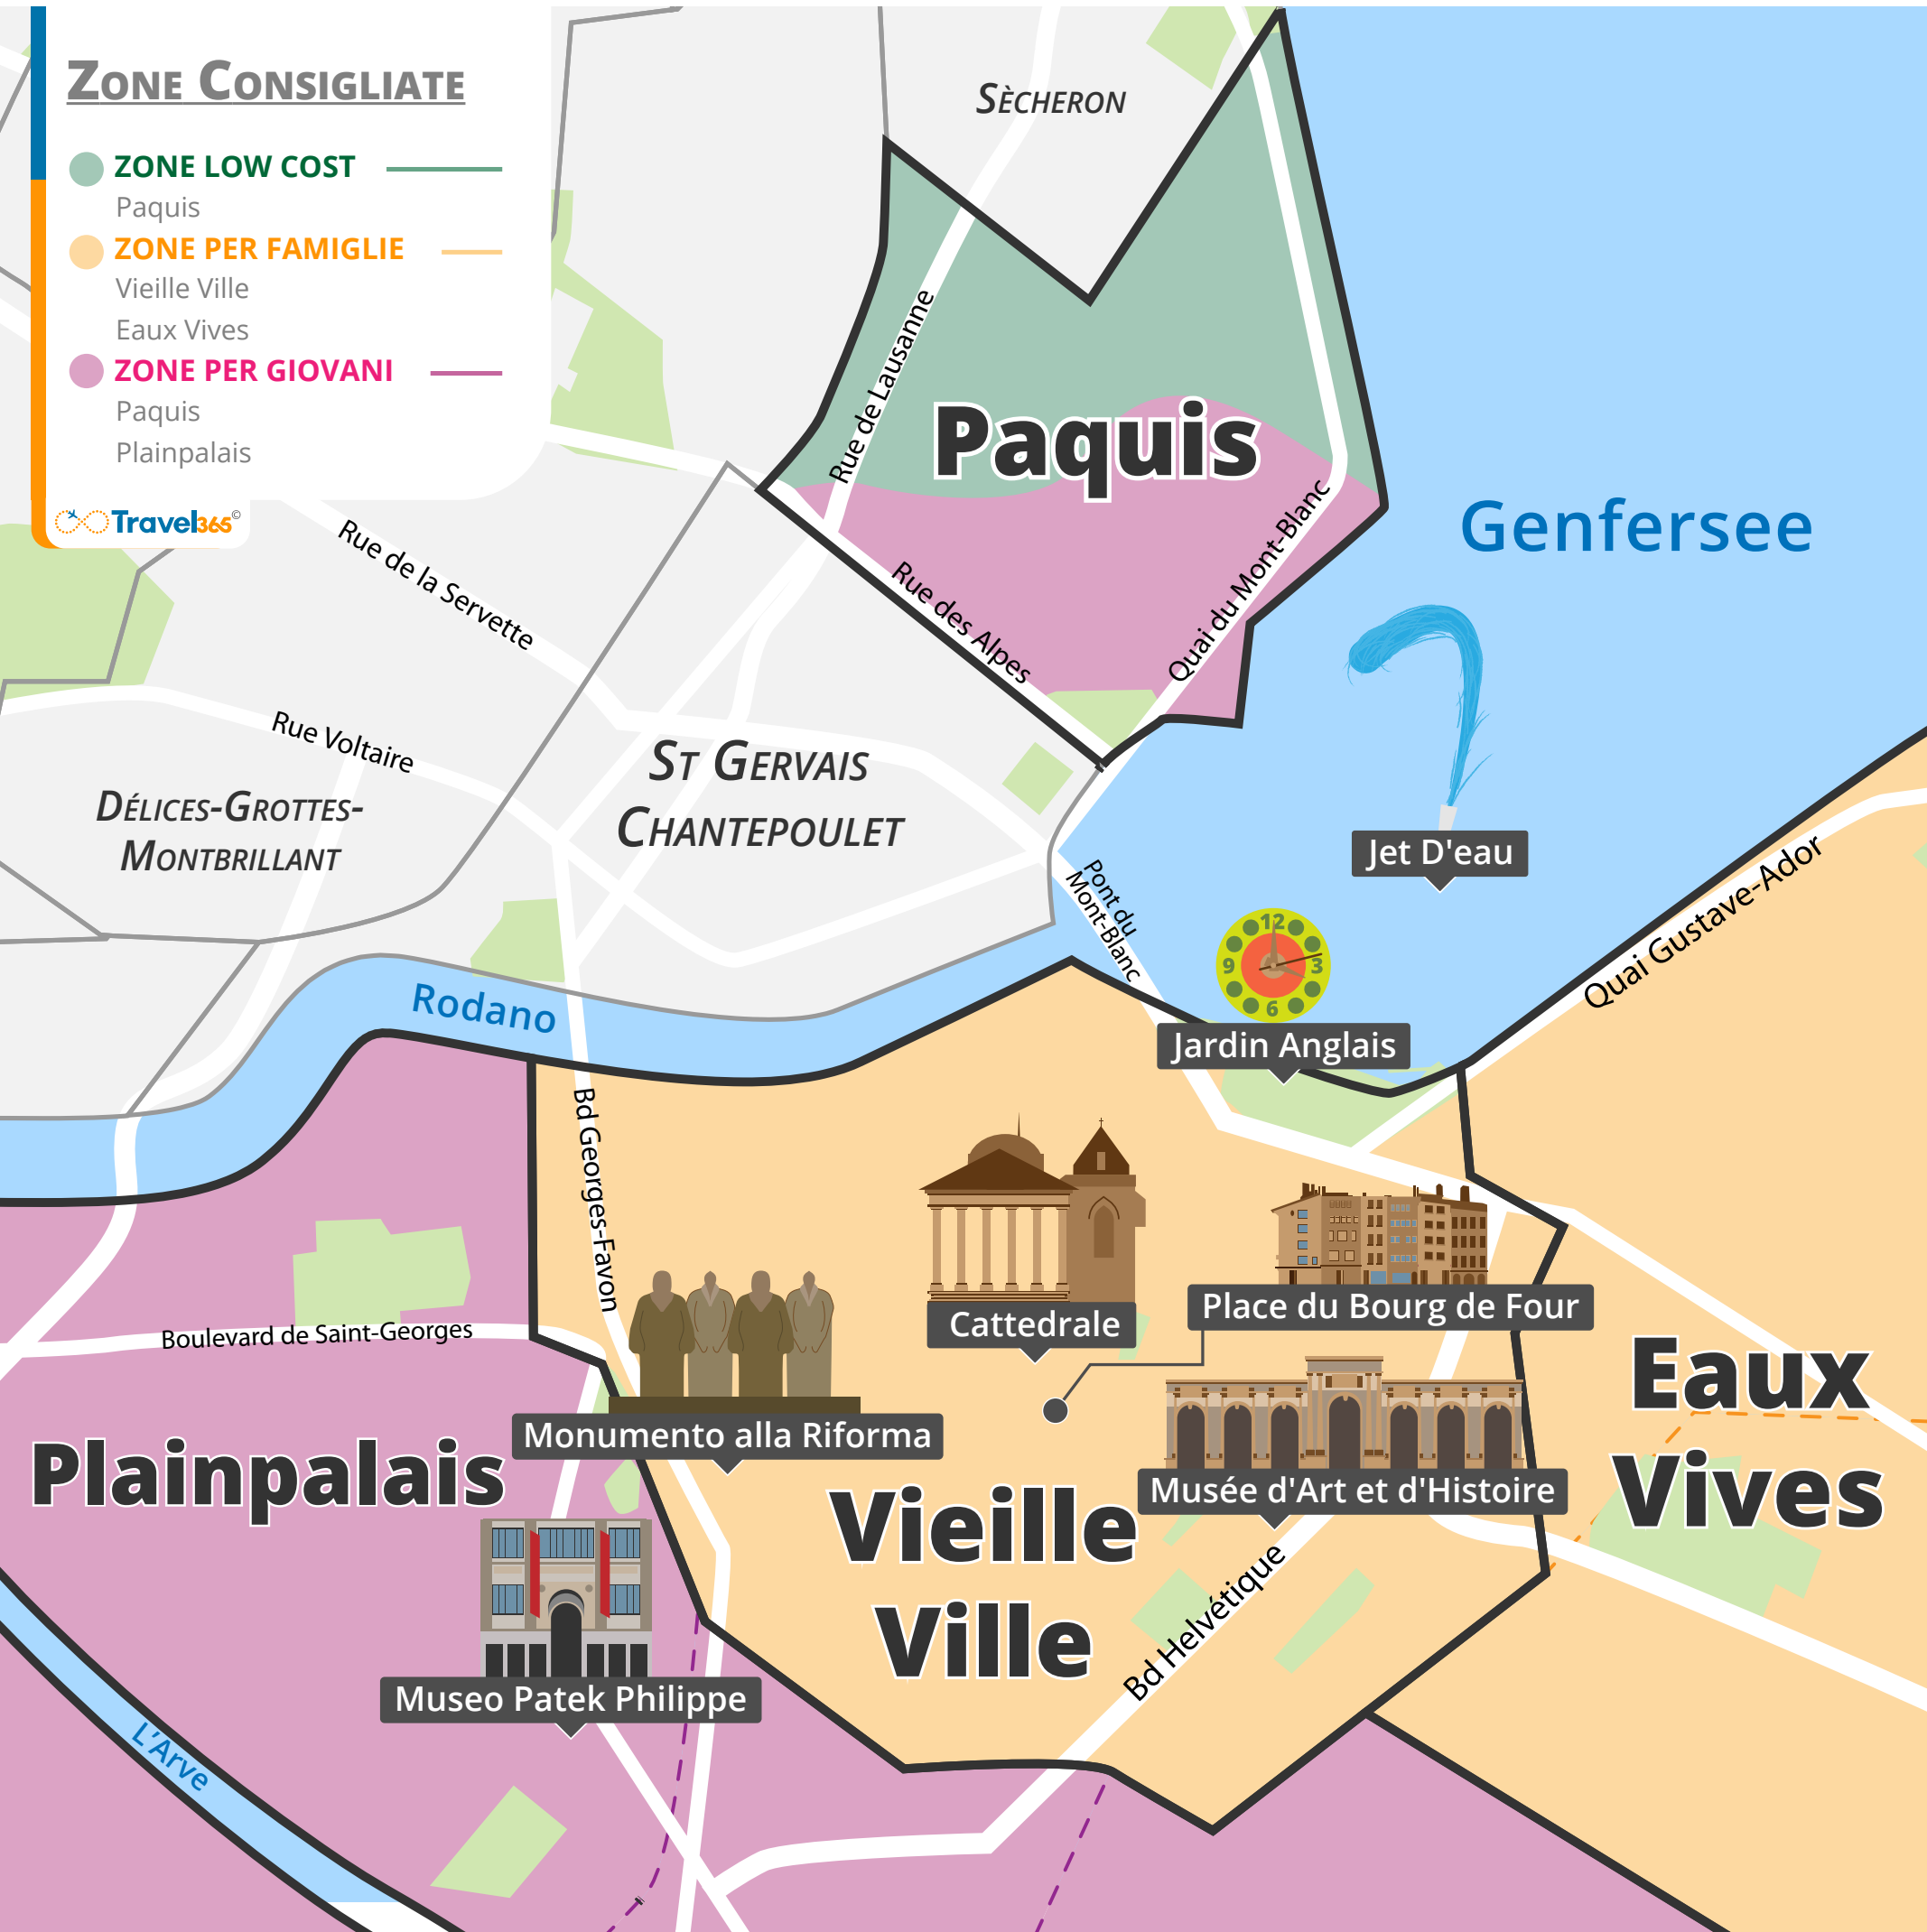 ZONE CONSIGLIATE
ZONE LOW COST
Paquis
ZONE PER FAMIGLIE
Vieille Ville
Eaux Vives
ZONE PER GIOVANI
Paquis
Plainpalais
Travel365©
SÈCHERON
Rue de Lausanne
Paquis
Quai du Mont-Blanc
Genfersee
Rue de la Servette
Rue des Alpes
Rue Voltaire
ST GERVAIS
CHANTEPOULET
DÉLICES-GROTTES-
MONTBRILLANT
Jet D'eau
Pont du
Mont-Blanc
Quai Gustave-Ador
12
9
3
6
Rodano
Jardin Anglais
Bd Georges-Favon
Place du Bourg de Four
Cattedrale
Boulevard de Saint-Georges
Eaux
Vives
Monumento alla Riforma
Plainpalais
Musée d'Art et d'Histoire
Vieille
Ville
Bd Helvétique
Museo Patek Philippe
L'Arve